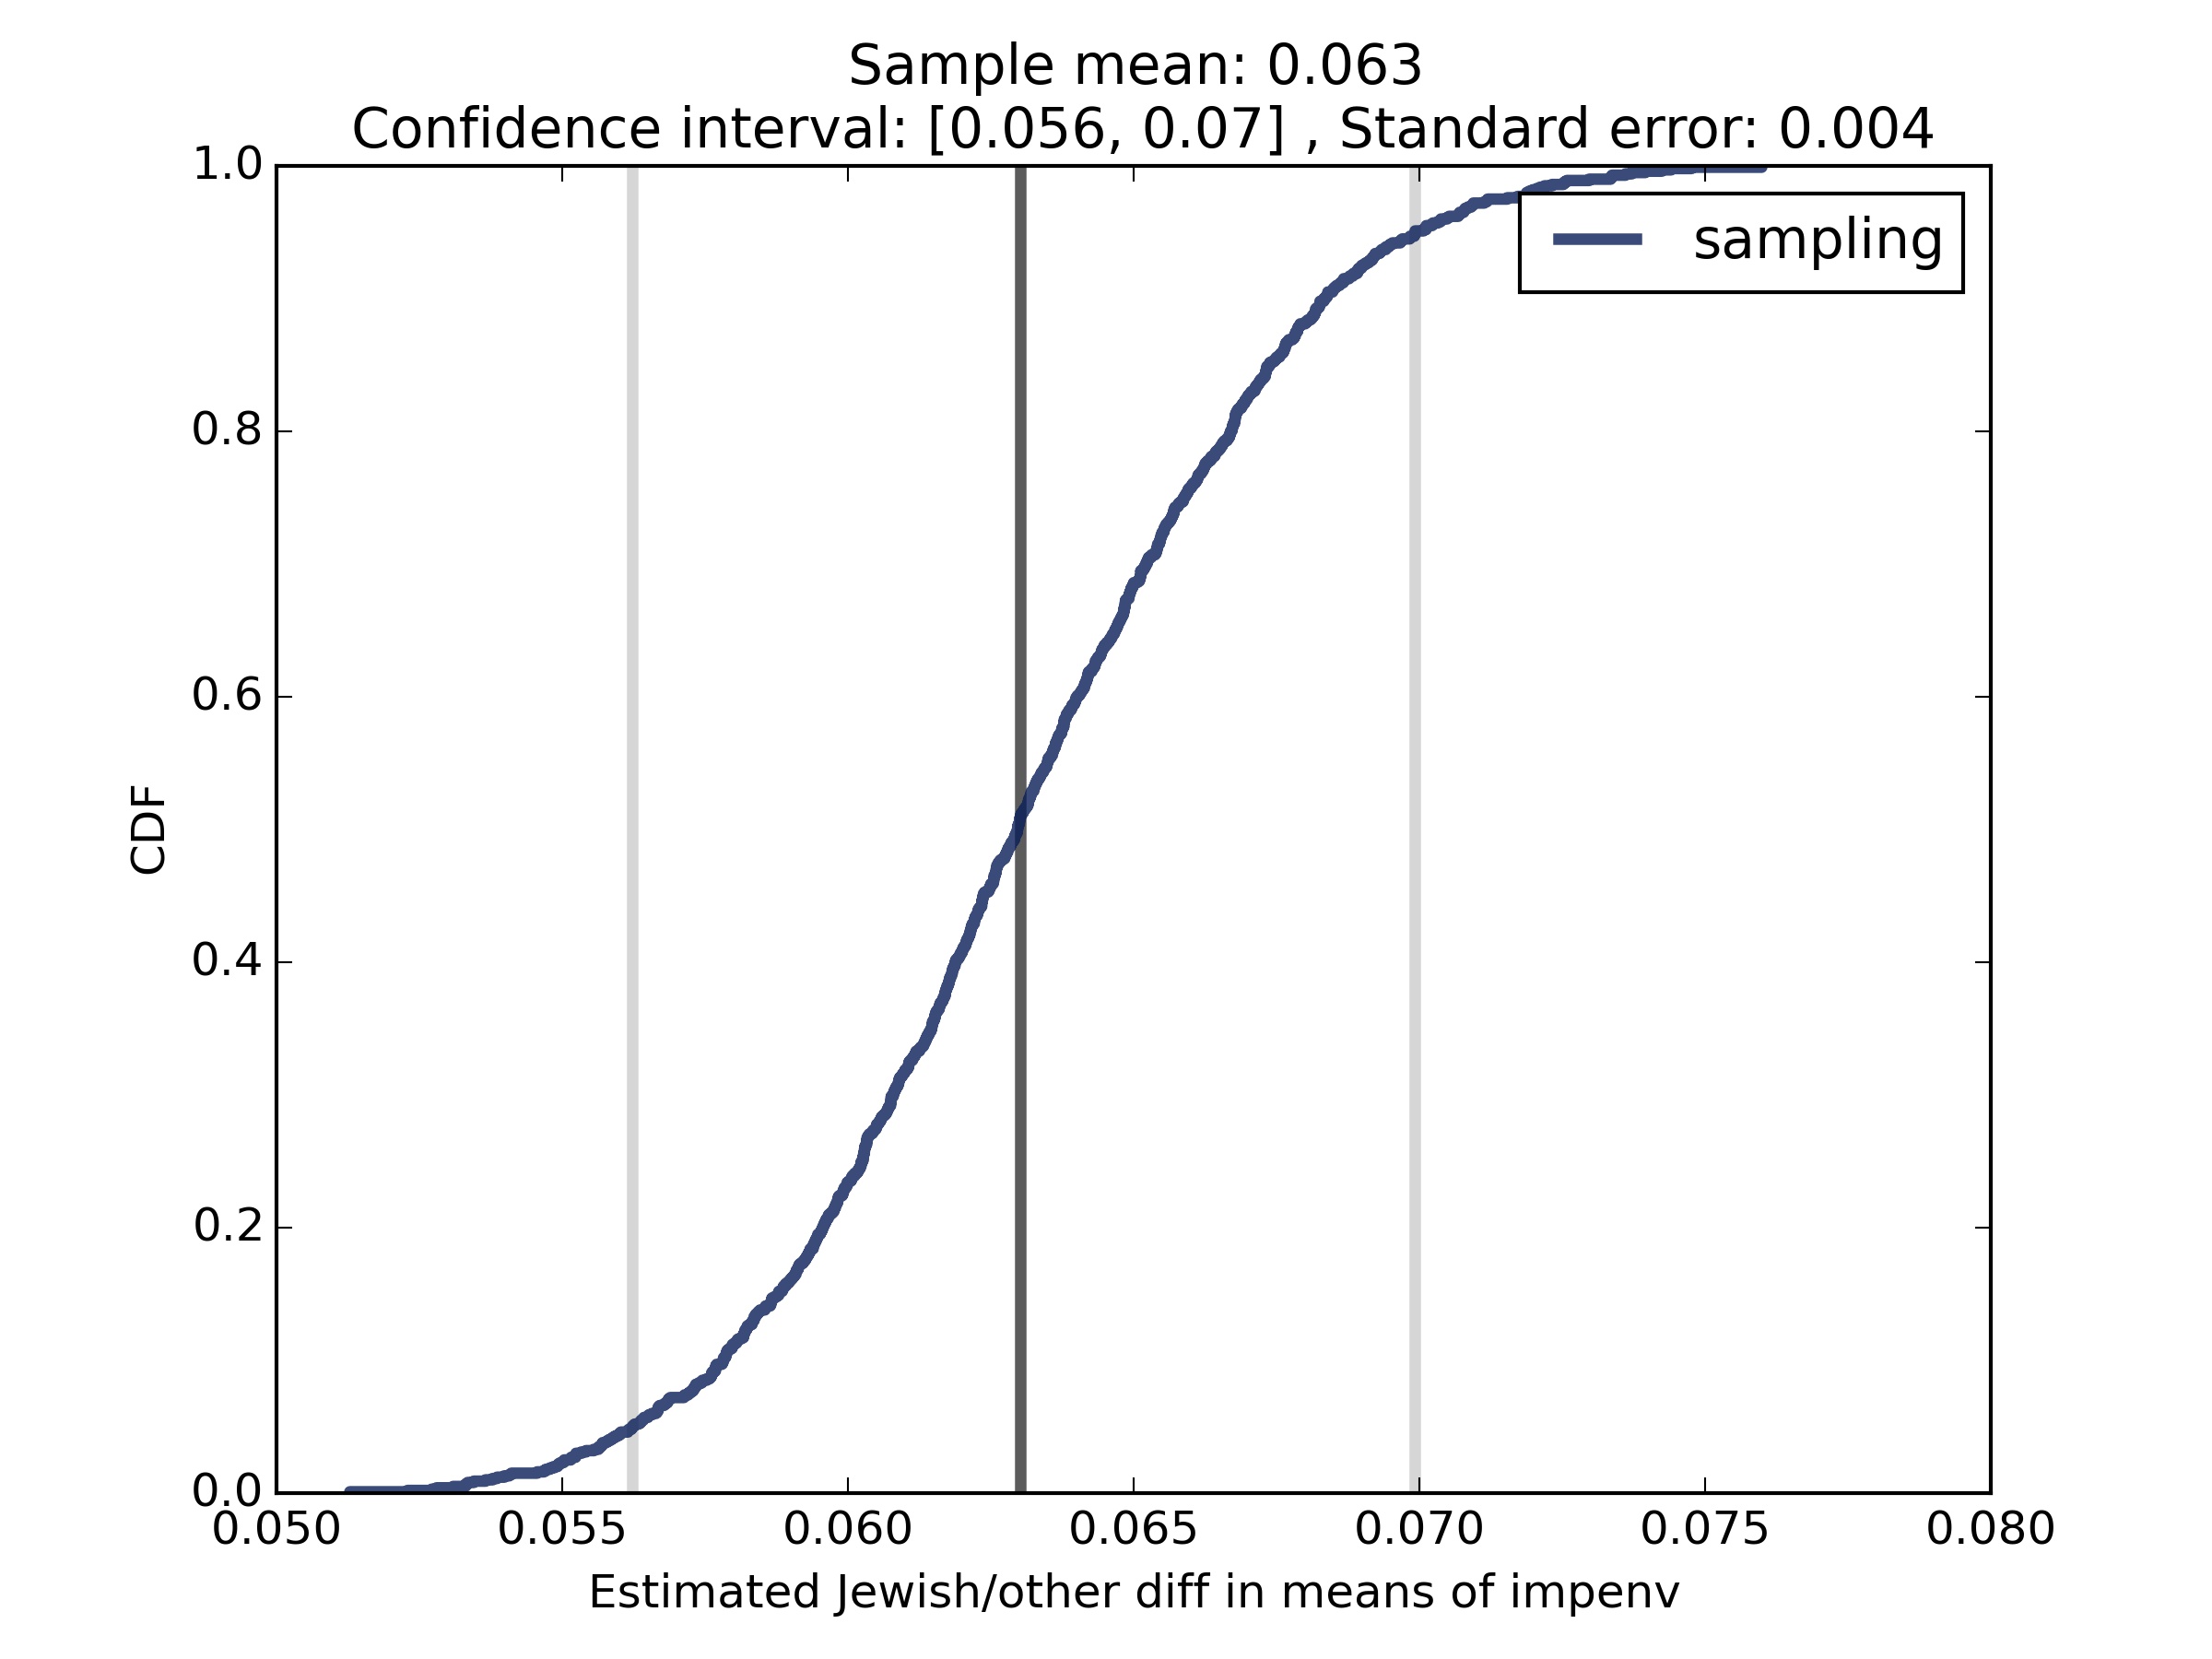 Sample mean: 0.063
Confidence interval: [0.056, 0.07] , Standard error: 0.004
1.0
0.8
0.6
0.4
0.2
0.0
CDF
sampling
0.050 0.055 0.060 0.065 0.070 0.075 0.080
Estimated Jewish/other diff in means of impenv